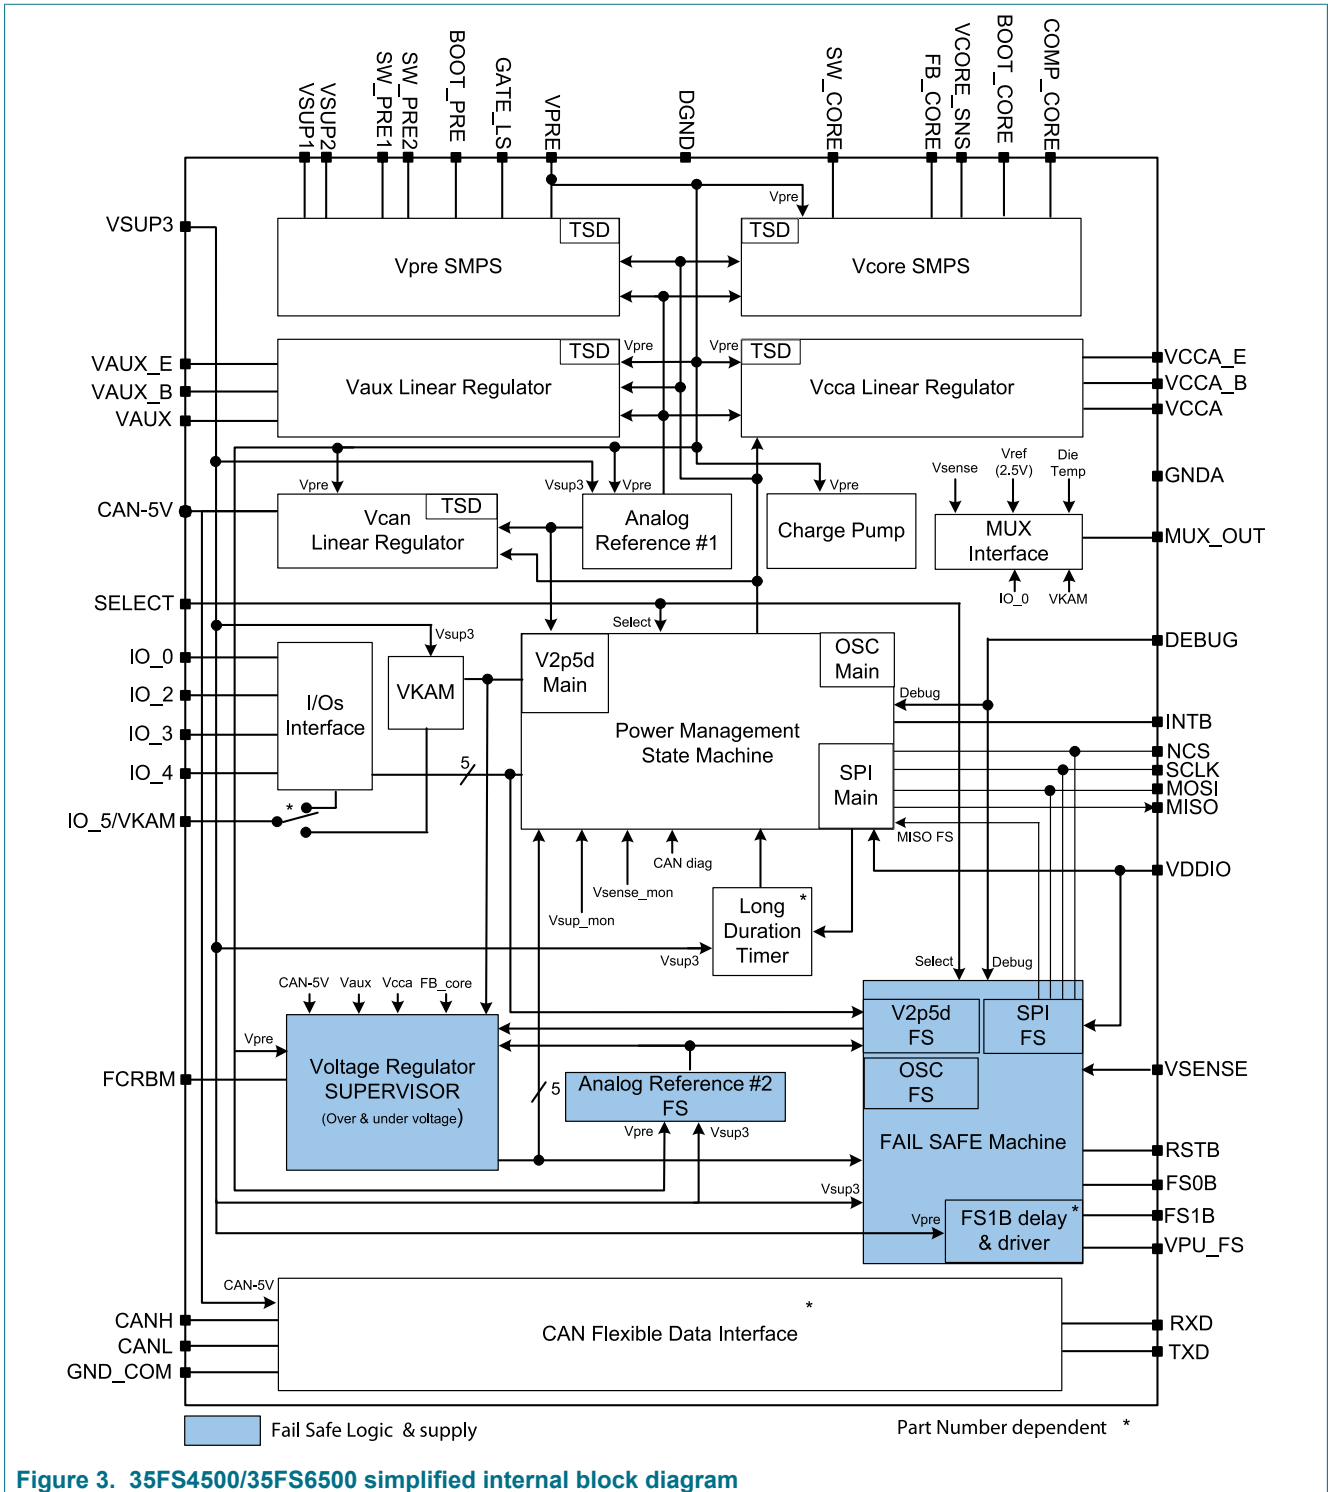 VSUP1
VSUP2
SW_PRE1
SW_PRE2
BOOT_PRE
GATE_LS
VPRE
DGND
SW_CORE
FB_CORE
VCORE_SNS
BOOT_CORE
COMP_CORE
VSUP3
TSD
Vpre SMPS
Vpre
TSD
Vcore SMPS
VAUX_E
VAUX_B
VAUX
TSD
Vpre
Vaux Linear Regulator
Vpre
TSD
Vcca Linear Regulator
VCCA_E
VCCA_B
VCCA
GNDA
CAN-5V
Vpre
TSD
Vcan
Linear Regulator
Vsup3
Vpre
Analog
Reference #1
Vpre
Charge Pump
Vsense
Vref
(2.5V)
Die
Temp
MUX
Interface
IO_0
VKAM
MUX_OUT
SELECT
Select
Vsup3
DEBUG
IO_0
IO_2
IO_3
IO_4
IO_5/VKAM
I/Os
Interface
*
VKAM
V2p5d
Main
OSC
Main
Power Management
State Machine
SPI
Main
5
Debug
INTB
NCS
SCLK
MOSI
MISO
MISO FS
VDDIO
CAN diag
Vsense_mon
Vsup_mon
Long
Duration
Timer
*
Vsup3
Select
Debug
CAN-5V
Vaux
Vcca
FB_core
Vpre
Voltage Regulator
SUPERVISOR
(Over & under voltage)
FCRBM
5
Analog Reference #2
FS
Vpre
Vsup3
V2p5d
FS
SPI
FS
OSC
FS
FAIL SAFE Machine
Vsup3
Vpre
FS1B delay
& driver
*
VSENSE
RSTB
FS0B
FS1B
VPU_FS
CAN-5V
CANH
CANL
GND_COM
CAN Flexible Data Interface
*
RXD
TXD
Fail Safe Logic & supply
Part Number dependent *
Figure 3. 35FS4500/35FS6500 simplified internal block diagram